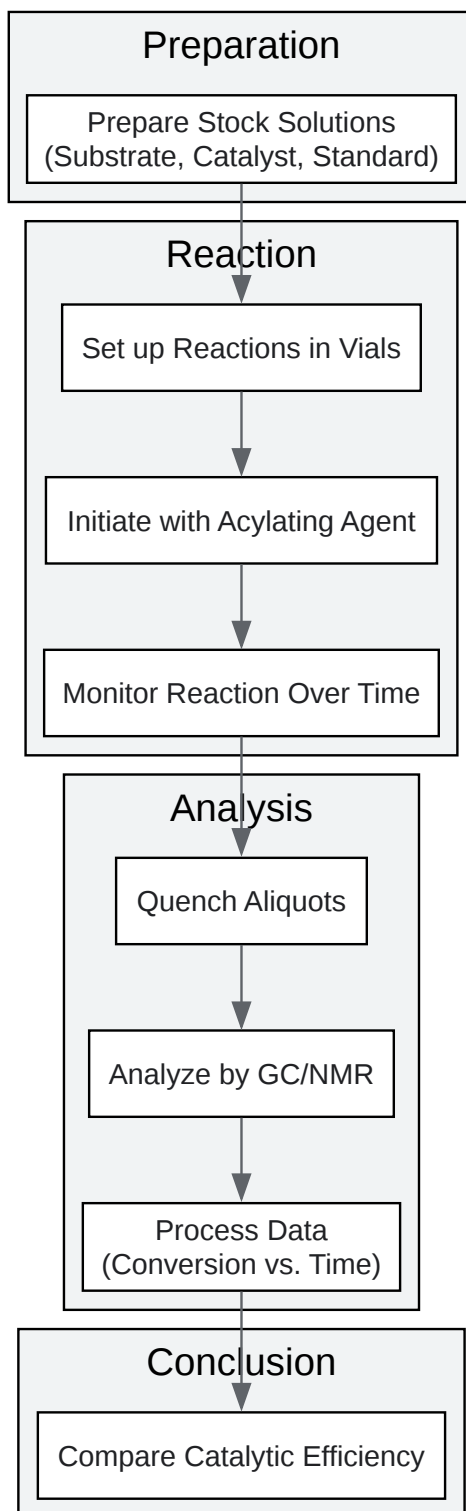 Preparation
Prepare Stock Solutions
(Substrate, Catalyst, Standard)
Reaction
Set up Reactions in Vials
Initiate with Acylating Agent
Monitor Reaction Over Time
Analysis
Quench Aliquots
Analyze by GC/NMR
Process Data
(Conversion vs. Time)
Conclusion
Compare Catalytic Efficiency